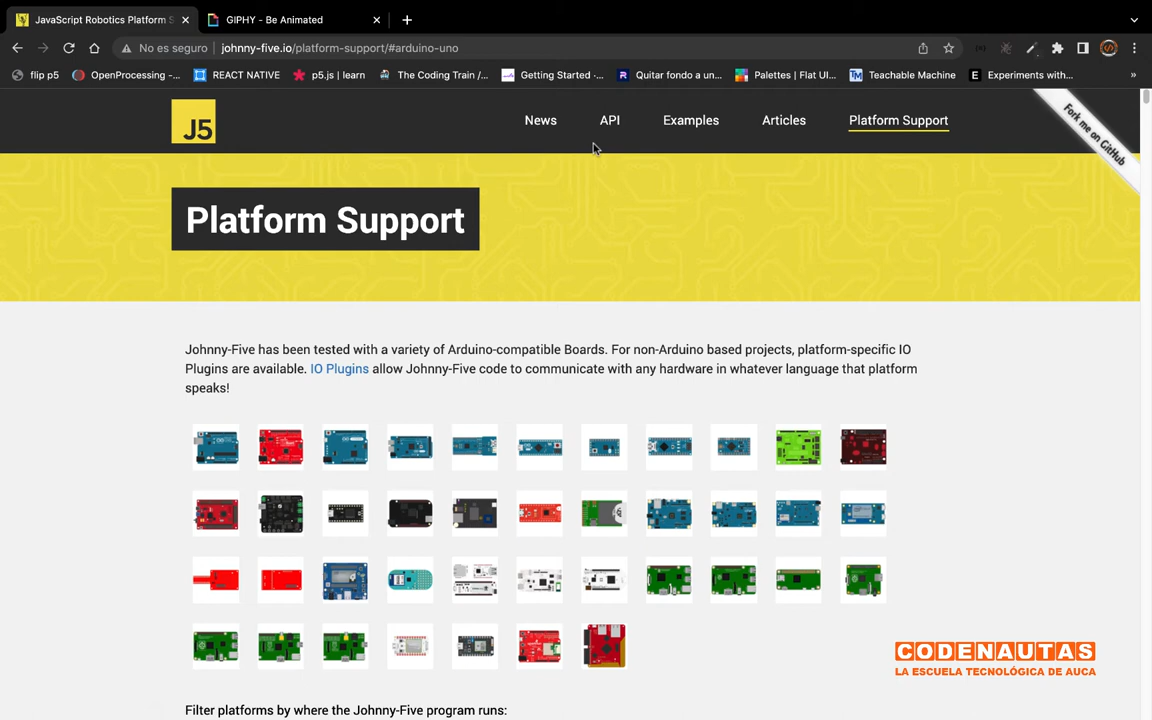 JavaScript Robotics Platform S
GIPHY - Be Animated
No es seguro
johnny-five.io/platform-support/#arduino-uno
flip p5
OpenProcessing -...
REACT NATIVE
p5.js | learn
The Coding Train /...
Getting Started -...
Quitar fondo a un...
Palettes | Flat UI...
Teachable Machine
Experiments with...
J5
News
API
Examples
Articles
Platform Support
Fork me on GitHub
Platform Support
Johnny-Five has been tested with a variety of Arduino-compatible Boards. For non-Arduino based projects, platform-specific IO
Plugins are available. IO Plugins allow Johnny-Five code to communicate with any hardware in whatever language that platform
speaks!
CODENAUTAS
LA ESCUELA TECNOLÓGICA DE AUCA
Filter platforms by where the Johnny-Five program runs: